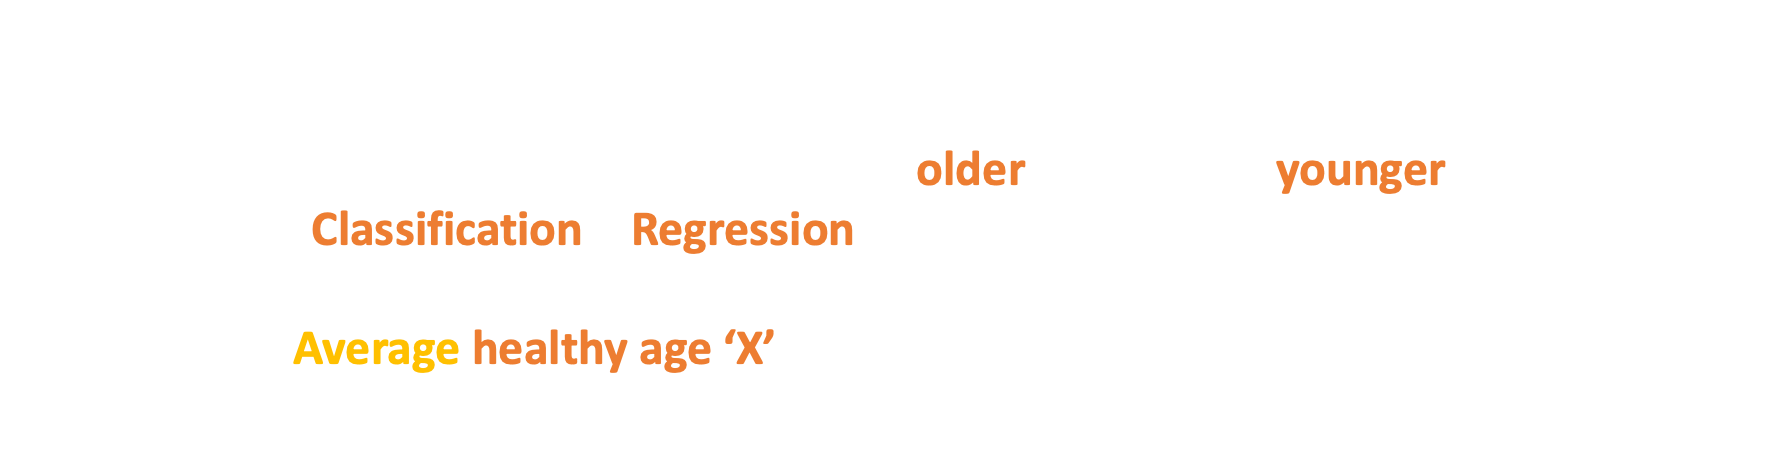 older younger
Classification Regression
Average healthy age ‘X’